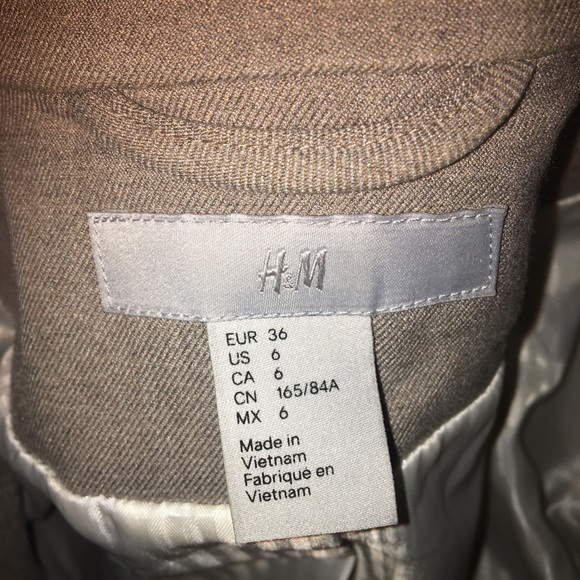 H&M
EUR 36
US 6
CA 6
CN 165/84A
MX 6
Made in
Vietnam
Fabriqué en
Vietnam